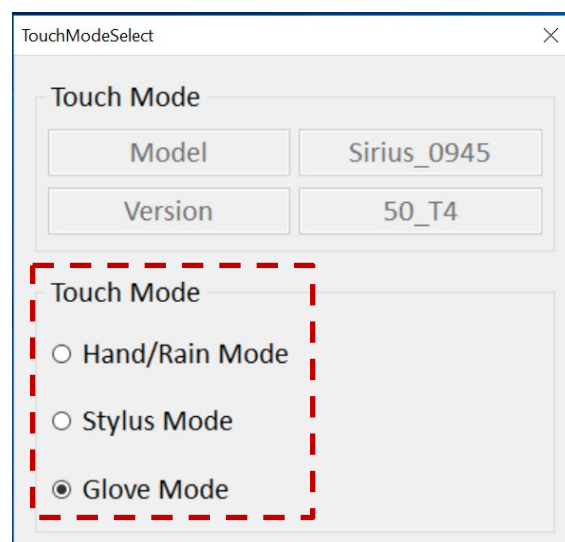 TouchModeSelect
Touch Mode
Model Sirius_0945
Version 50_T4
Touch Mode
Hand/Rain Mode
Stylus Mode
Glove Mode